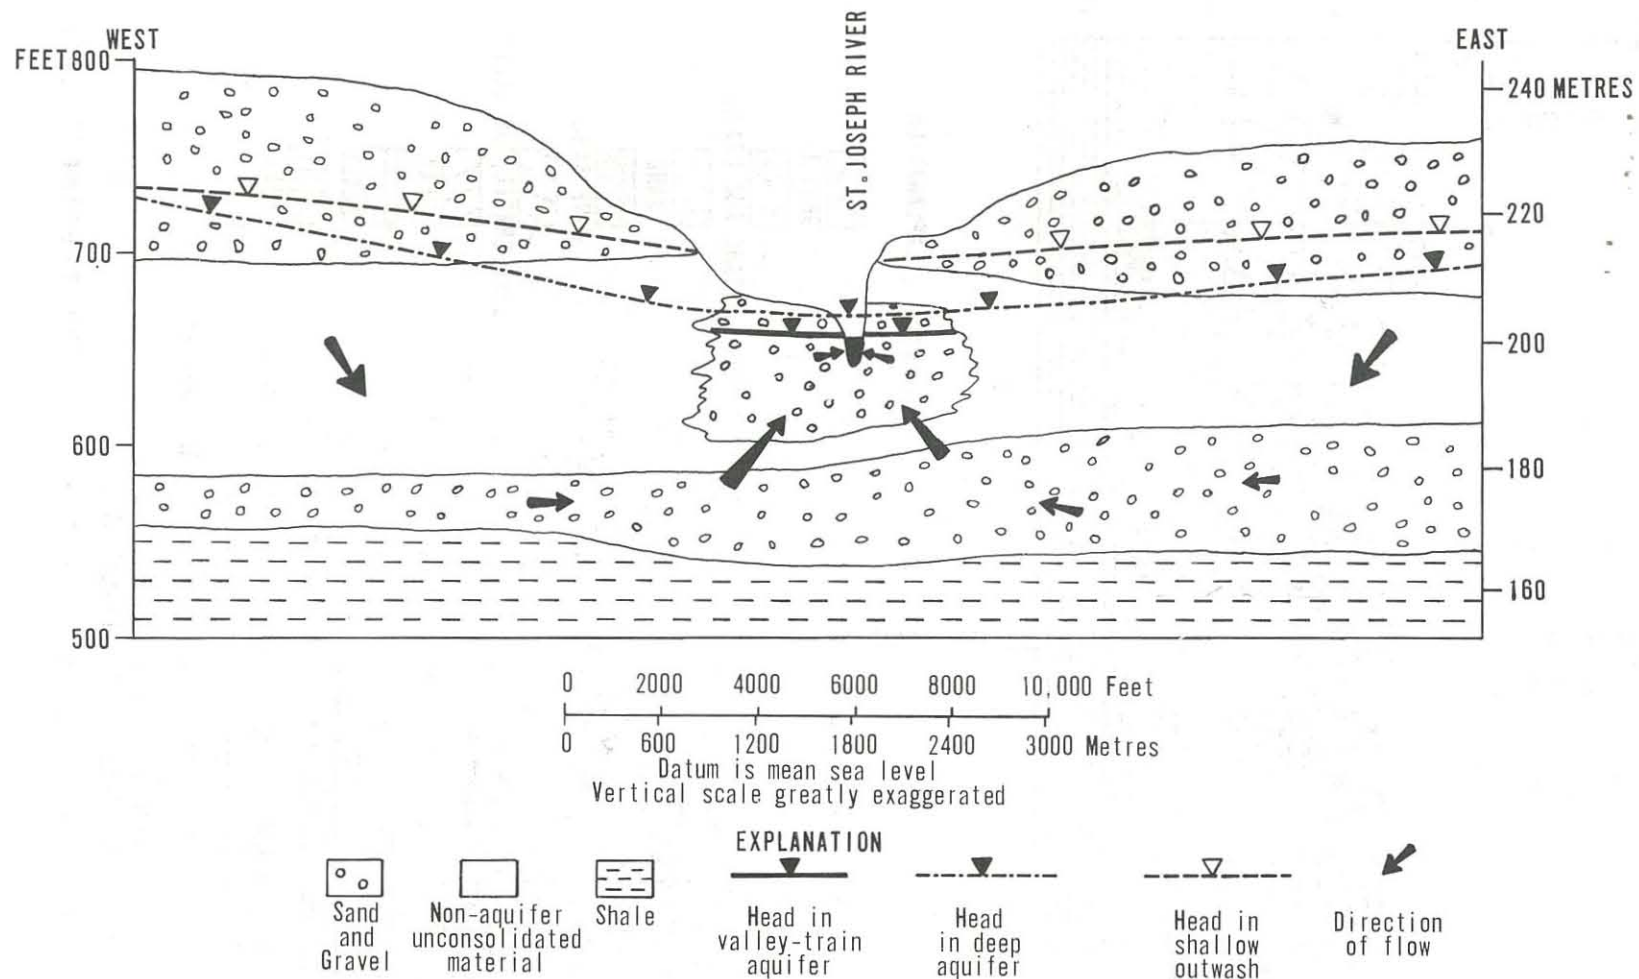 WEST
FEET 800
700
600
500
ST. JOSEPH RIVER
EAST
240 METRES
220
200
180
160
0 2000 4000 6000 8000 10,000 Feet
0 600 1200 1800 2400 3000 Metres
Datum is mean sea level
Vertical scale greatly exaggerated
EXPLANATION
Sand
and
Gravel
Non-aquifer
unconsolidated
material
Shale
Head in
valley-train
aquifer
Head
in deep
aquifer
Head in
shallow
outwash
Direction
of flow